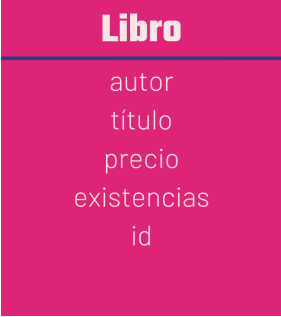 Libro
autor
título
precio
existencias
id